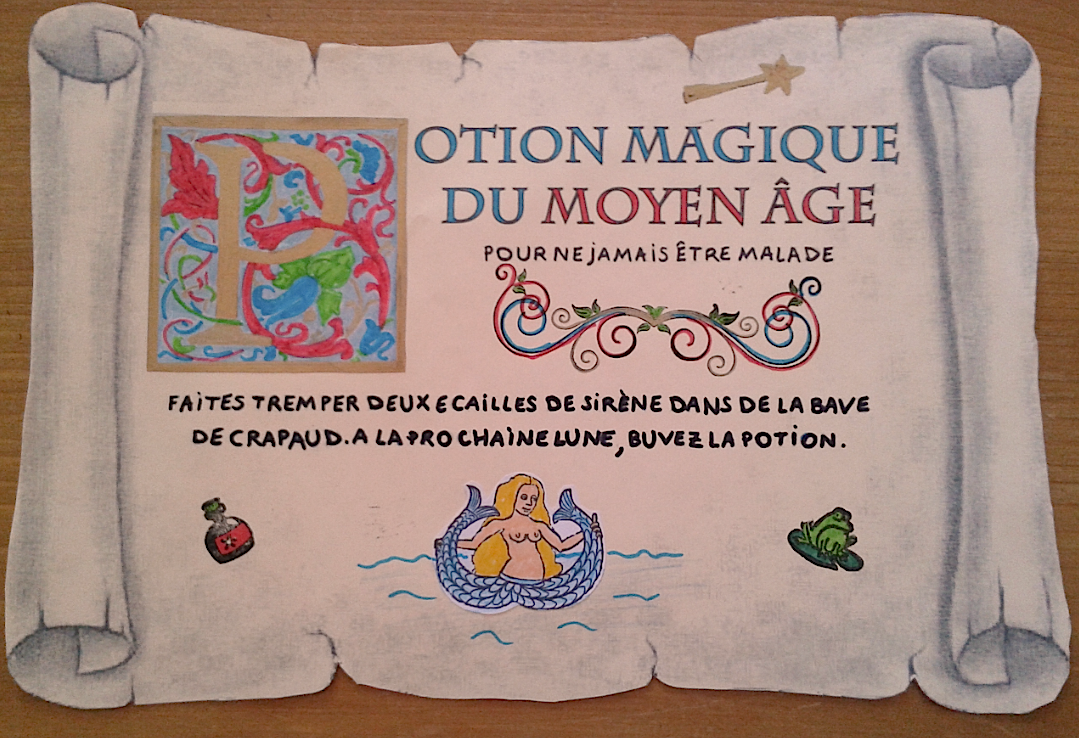 POTION MAGIQUE
DU MOYEN ÂGE
POUR NE JAMAIS ÊTRE MALADE
FAITES TREMPER DEUX ECAILLES DE SIRÈNE DANS DE LA BAVE
DE CRAPAUD. A LA PROCHAINE LUNE, BUVEZ LA POTION.